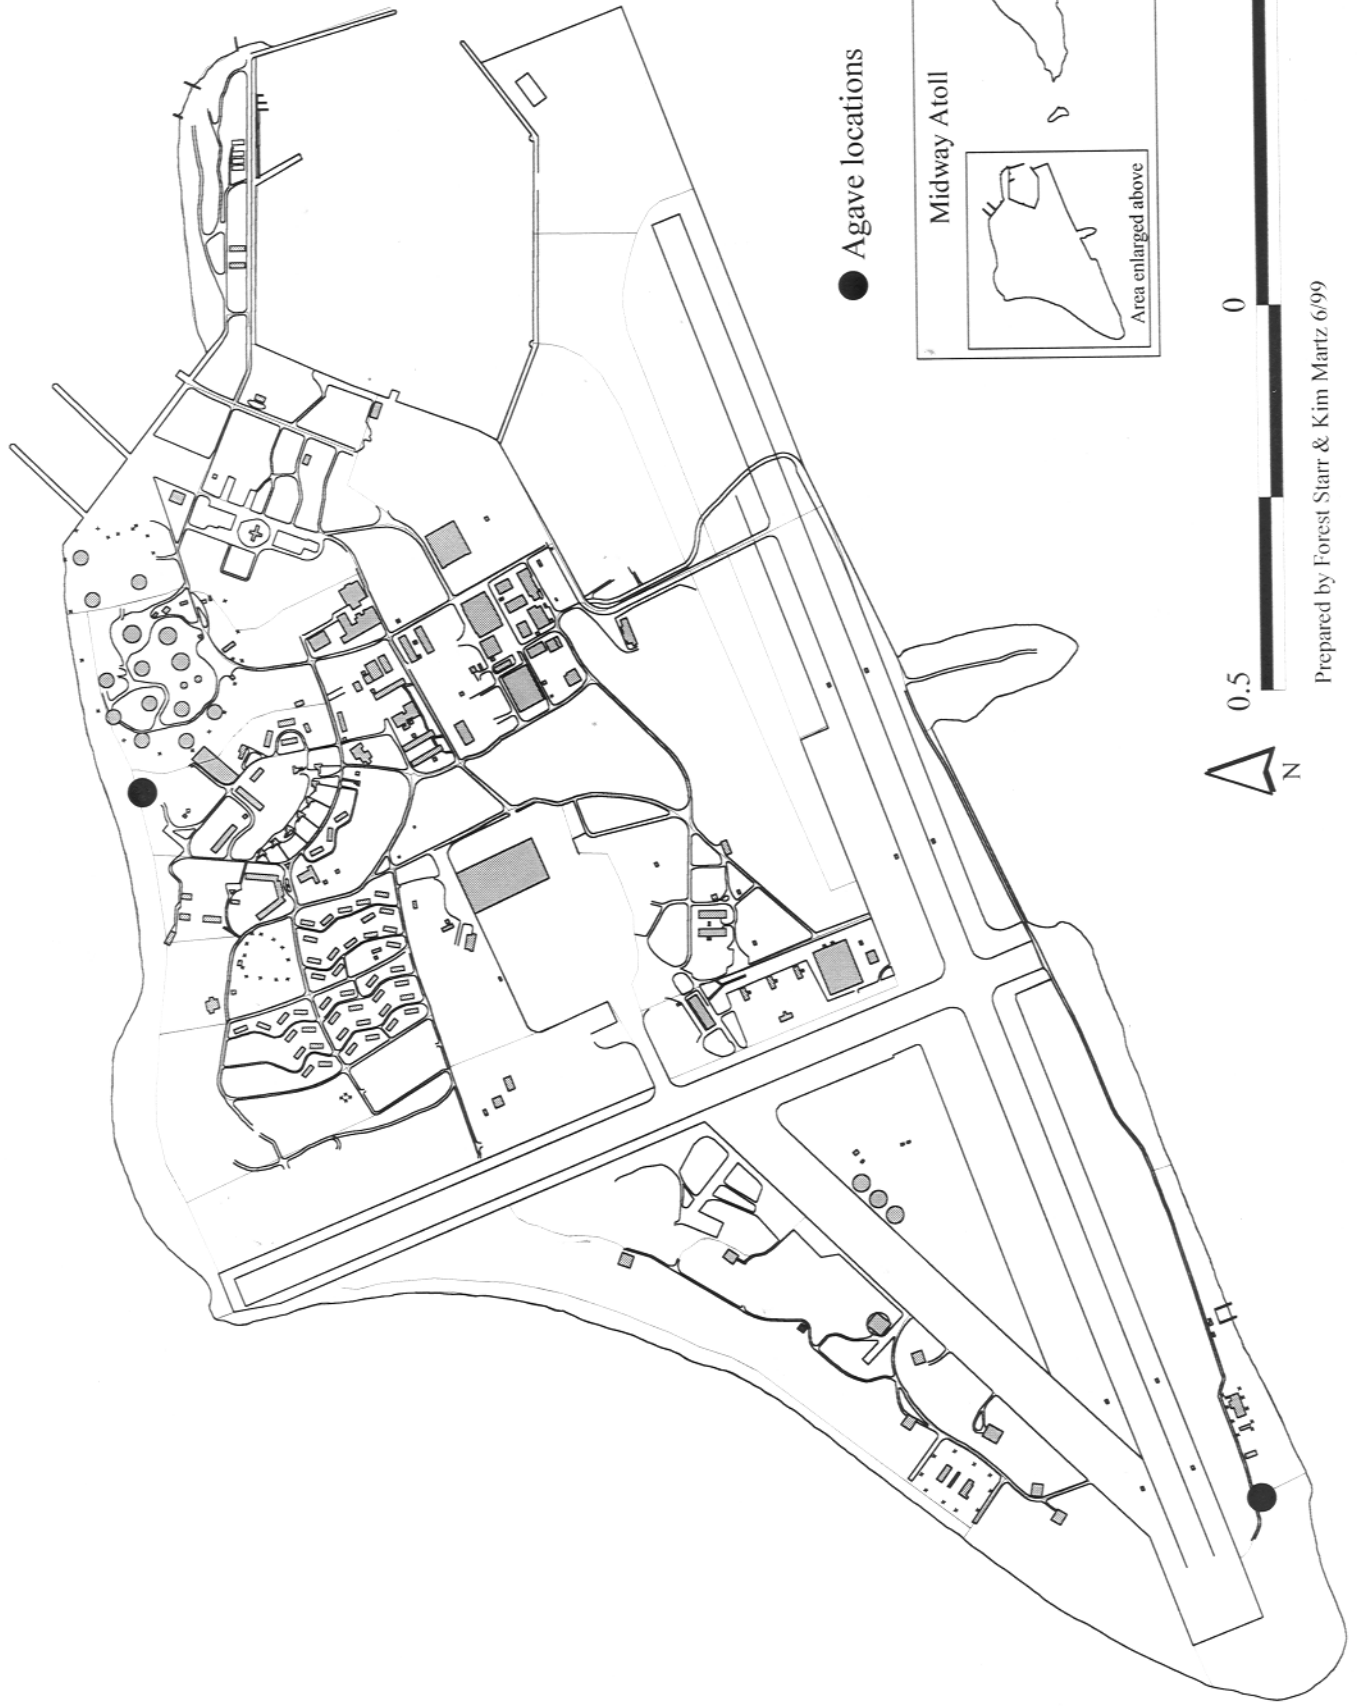 Agave locations
Midway Atoll
Area enlarged above
0.5
0
N
Prepared by Forest Starr & Kim Martz 6/99